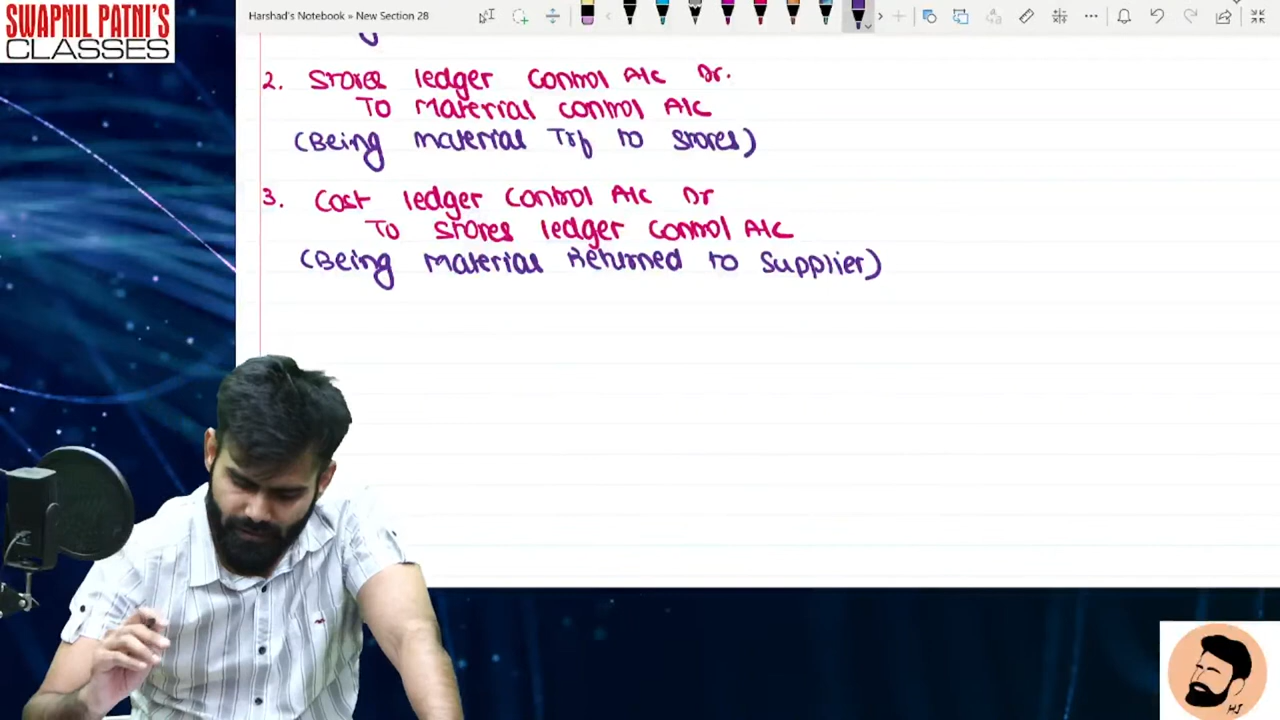 SWAPNIL PATNI'S
CLASSES
Harshad's Notebook » New Section 28
2. Stores ledger Control A/c Dr.
To Material control A/c
(Being material Trf to stores)
3. Cost ledger Control A/c Dr
To stores ledger Control A/c
(Being Material Returned to Supplier)
HJ